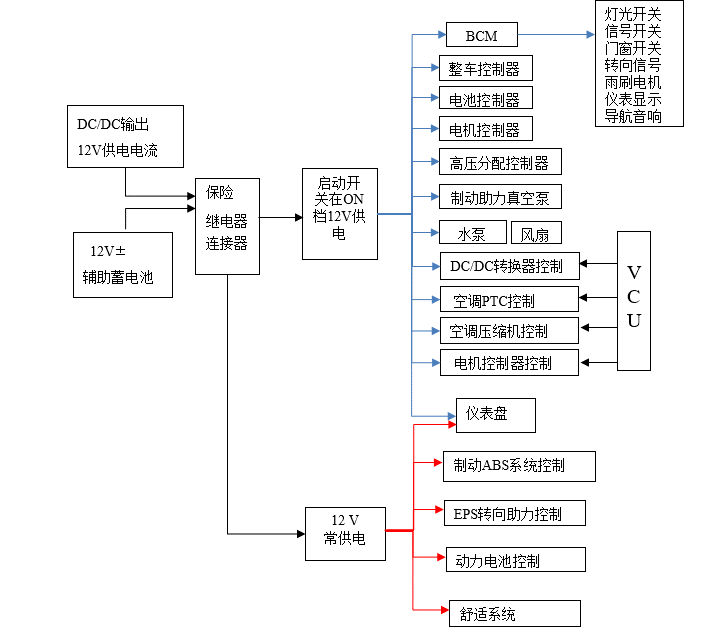 DC/DC输出
12V供电电流
12V±
辅助蓄电池
保险
继电器
连接器
启动开
关在ON
档12V供
电
12 V
常供电
BCM
整车控制器
电池控制器
电机控制器
高压分配控制器
制动助力真空泵
水泵
风扇
DC/DC转换器控制
空调PTC控制
空调压缩机控制
电机控制器控制
仪表盘
制动ABS系统控制
EPS转向助力控制
动力电池控制
舒适系统
灯光开关
信号开关
门窗开关
转向信号
雨刷电机
仪表显示
导航音响
V
C
U